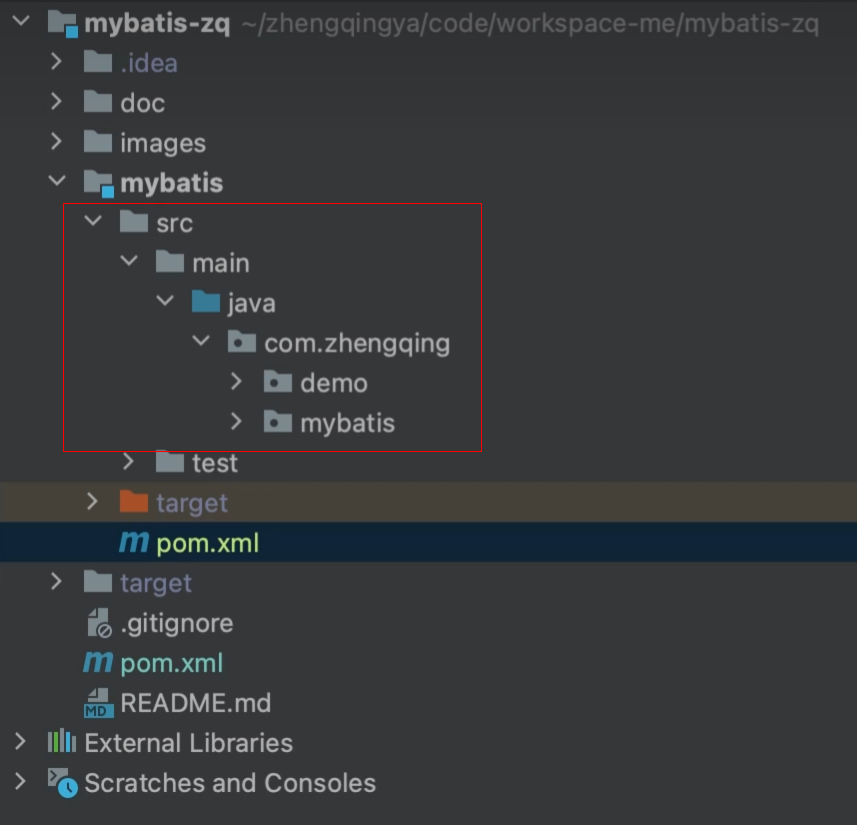 mybatis-zq ~/zhengqingya/code/workspace-me/mybatis-zq
.idea
doc
images
mybatis
src
main
java
com.zhengqing
demo
mybatis
test
target
m pom.xml
target
.gitignore
m pom.xml
MD README.md
External Libraries
Scratches and Consoles